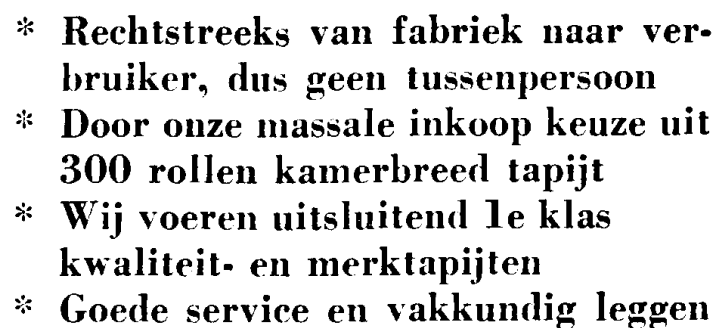 * Rechtstreeks van fabriek naar ver-
bruiker, dus geen tussenpersoon
* Door onze massale inkoop keuze uit
300 rollen kamerbreed tapijt
* Wij voeren uitsluitend 1e klas
kwaliteit- en merktapijten
* Goede service en vakkundig leggen